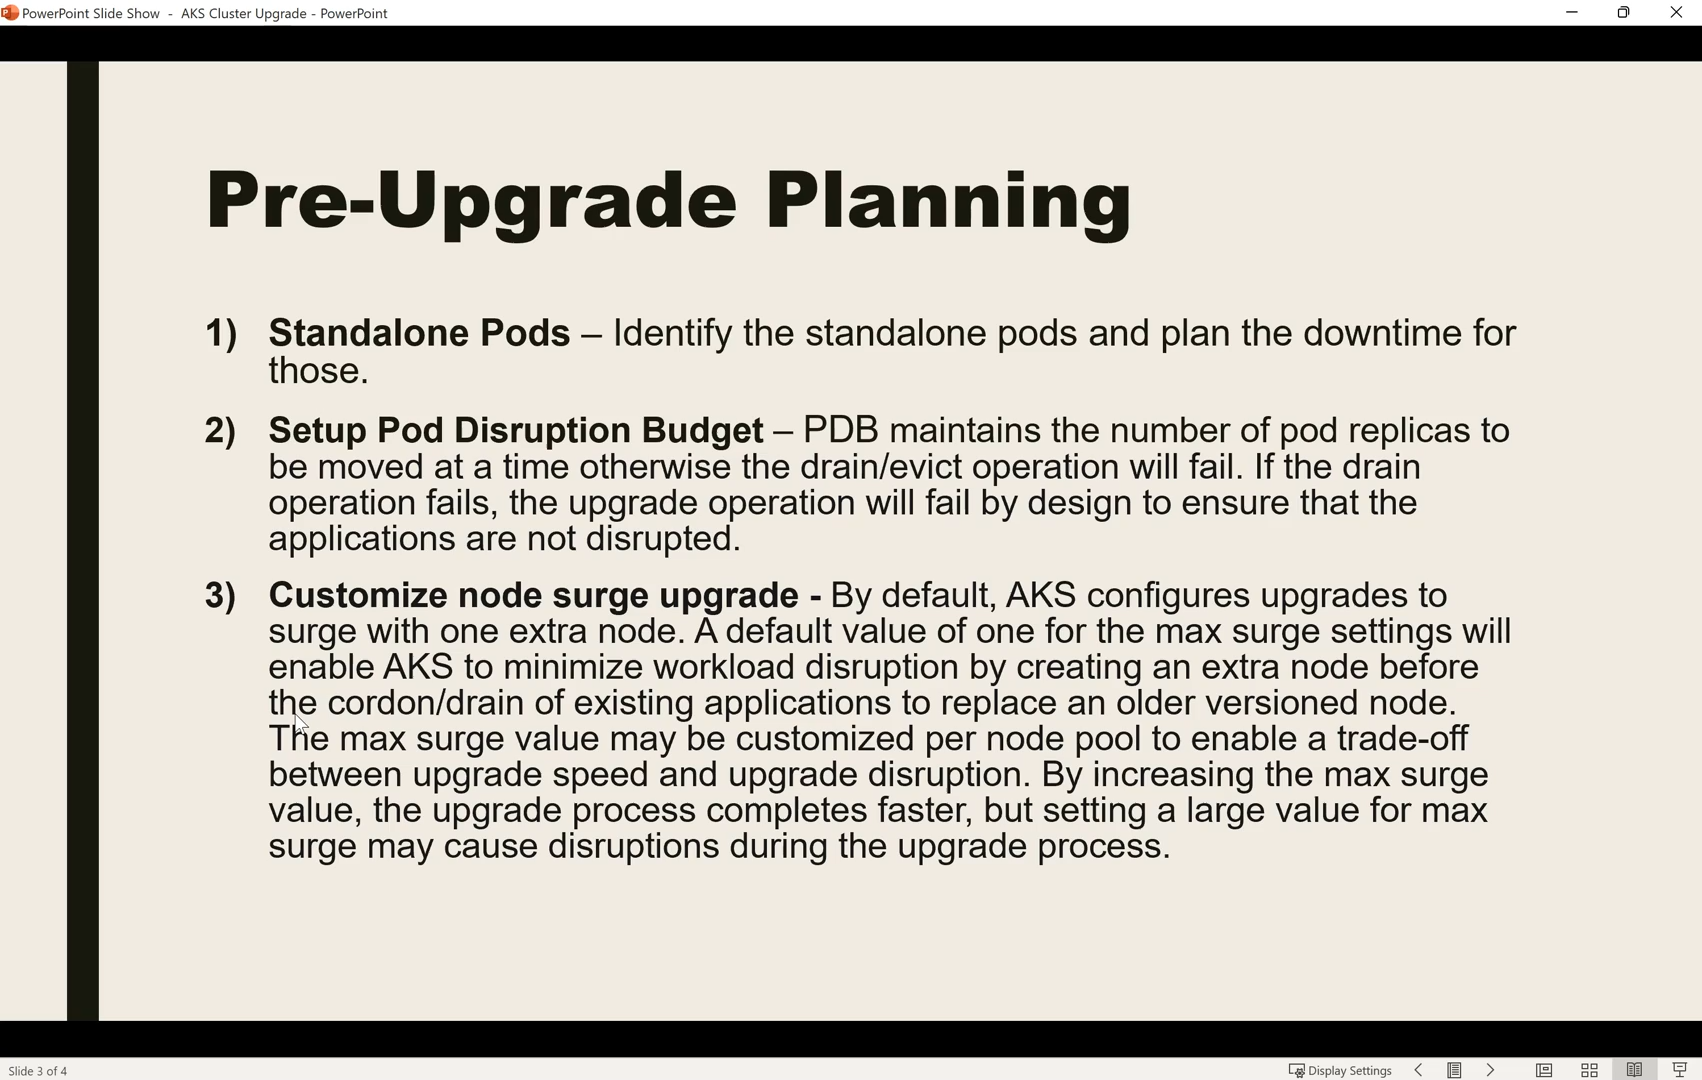 PowerPoint Slide Show - AKS Cluster Upgrade - PowerPoint
Pre-Upgrade Planning
1) Standalone Pods – Identify the standalone pods and plan the downtime for
those.
2) Setup Pod Disruption Budget – PDB maintains the number of pod replicas to
be moved at a time otherwise the drain/evict operation will fail. If the drain
operation fails, the upgrade operation will fail by design to ensure that the
applications are not disrupted.
3) Customize node surge upgrade - By default, AKS configures upgrades to
surge with one extra node. A default value of one for the max surge settings will
enable AKS to minimize workload disruption by creating an extra node before
the cordon/drain of existing applications to replace an older versioned node.
The max surge value may be customized per node pool to enable a trade-off
between upgrade speed and upgrade disruption. By increasing the max surge
value, the upgrade process completes faster, but setting a large value for max
surge may cause disruptions during the upgrade process.
Slide 3 of 4
Display Settings